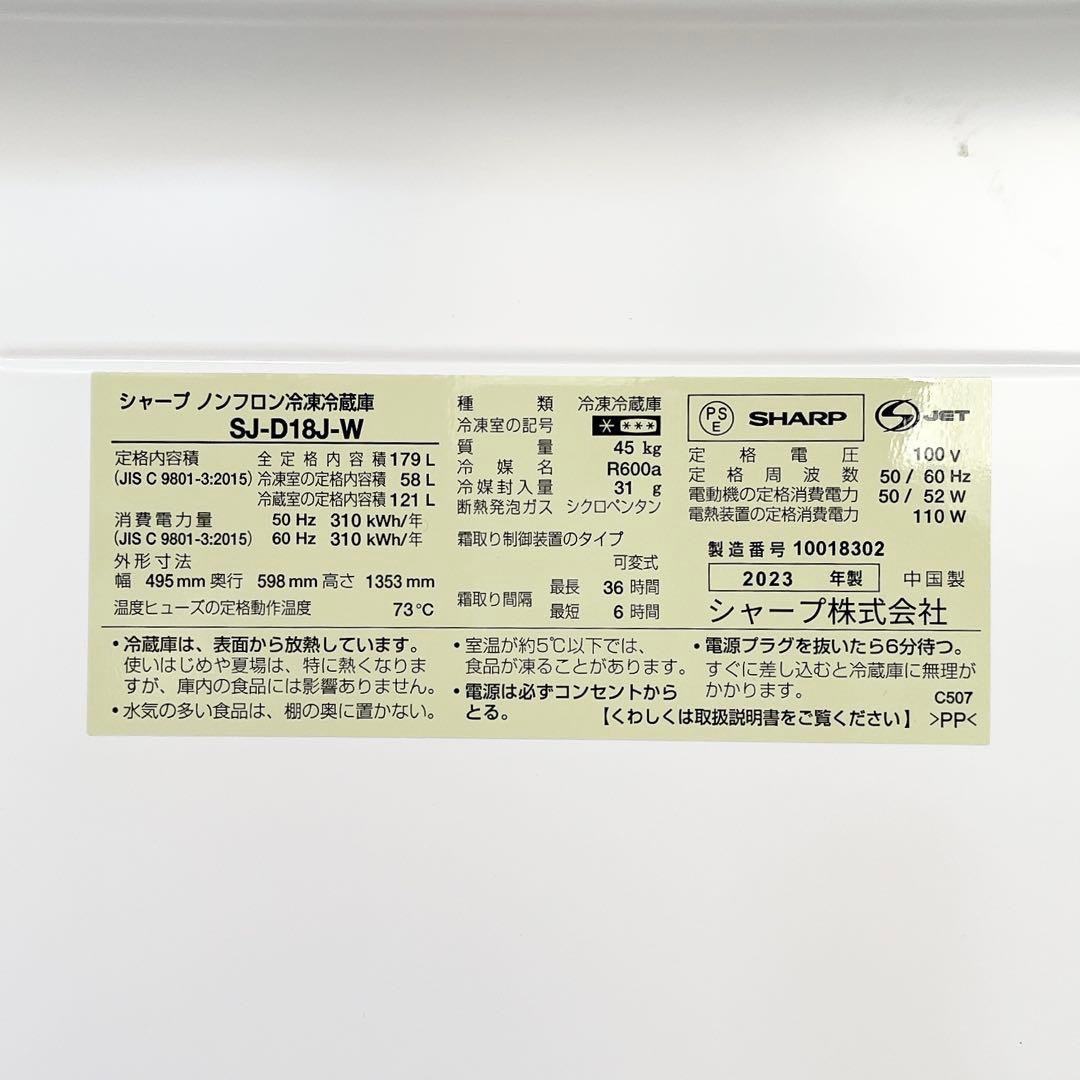 シャープ ノンフロン冷凍冷蔵庫
SJ-D18J-W
定格内容積 全定格内容積 179 L
(JIS C 9801-3:2015) 冷凍室の定格内容積 58 L
冷蔵室の定格内容積 121 L
消費電力量 50 Hz 310 kWh/年
(JIS C 9801-3:2015) 60 Hz 310 kWh/年
外形寸法
幅 495 mm 奥行 598 mm 高さ 1353 mm
温度ヒューズの定格動作温度 73 ℃
種類 冷凍冷蔵庫
冷凍室の記号 * ***
質量 45 kg
冷媒名 R600a
冷媒封入量 31 g
断熱発泡ガス シクロペンタン
霜取り制御装置のタイプ
可変式
霜取り間隔 最長 36 時間
最短 6 時間
PSE SHARP S JET
定格電圧 100 V
定格周波数 50 / 60 Hz
電動機の定格消費電力 50 / 52 W
電熱装置の定格消費電力 110 W
製造番号 10018302
2023 年製 中国製
シャープ株式会社
・冷蔵庫は、表面から放熱しています。
使いはじめや夏場は、特に熱くなりま
すが、庫内の食品には影響ありません。
・水気の多い食品は、棚の奥に置かない。
・室温が約5℃以下では、
食品が凍ることがあります。
・電源は必ずコンセントから
とる。
・電源プラグを抜いたら6分待つ。
すぐに差し込むと冷蔵庫に無理が
かかります。
C507
【くわしくは取扱説明書をご覧ください】 >PP<